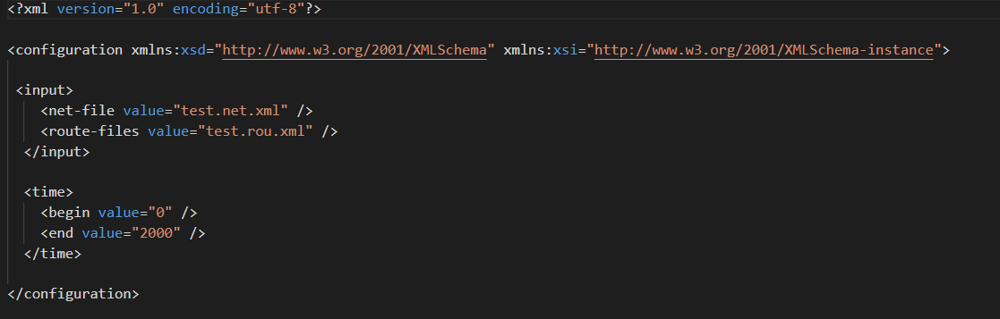 <?xml version="1.0" encoding="utf-8"?>
<configuration xmlns:xsd="http://www.w3.org/2001/XMLSchema" xmlns:xsi="http://www.w3.org/2001/XMLSchema-instance">
<input>
<net-file value="test.net.xml" />
<route-files value="test.rou.xml" />
</input>
<time>
<begin value="0" />
<end value="2000" />
</time>
</configuration>